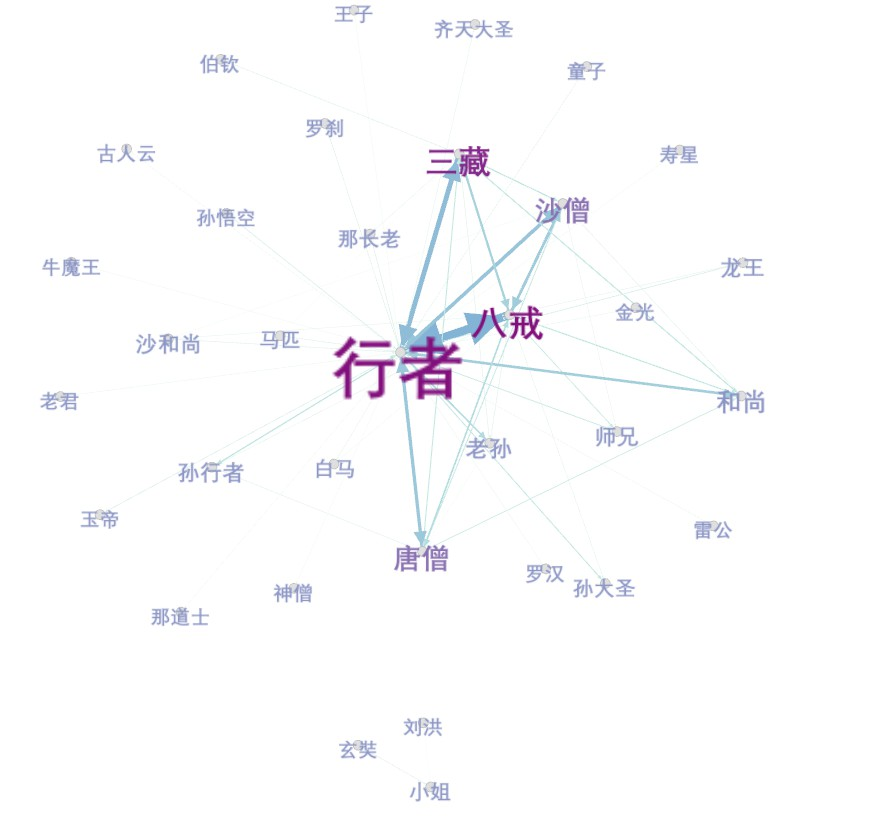 王子
齐天大圣
伯钦
童子
罗刹
古人云
三藏
寿星
孙悟空
沙僧
那长老
牛魔王
龙王
金光
八戒
沙和尚
马匹
行者
老君
和尚
师兄
老孙
孙行者
白马
玉帝
雷公
唐僧
罗汉
孙大圣
神僧
那道士
刘洪
玄奘
小姐